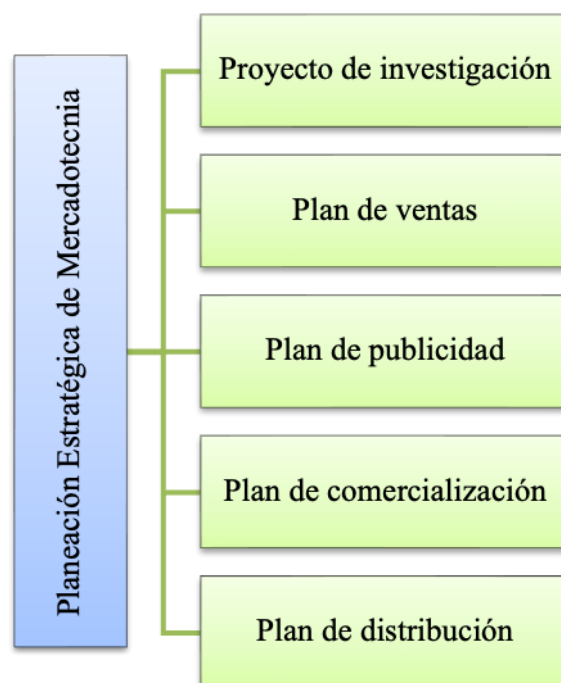 Planeación Estratégica de Mercadotecnia
Proyecto de investigación
Plan de ventas
Plan de publicidad
Plan de comercialización
Plan de distribución